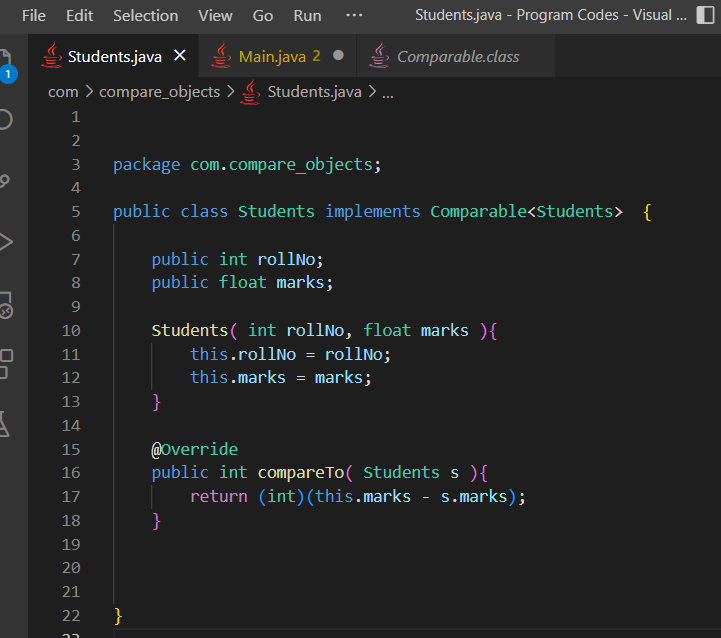 File Edit Selection View Go Run ··· Students.java - Program Codes - Visual ...
Students.java × Main.java 2 ● Comparable.class
1
com > compare_objects > Students.java > ...
1
2
3 package com.compare_objects;
4
5 public class Students implements Comparable<Students>  {
6
7 public int rollNo;
8 public float marks;
9
10 Students( int rollNo, float marks ){
11 this.rollNo = rollNo;
12 this.marks = marks;
13 }
14
15 @Override
16 public int compareTo( Students s ){
17 return (int)(this.marks - s.marks);
18 }
19
20
21
22 }
23